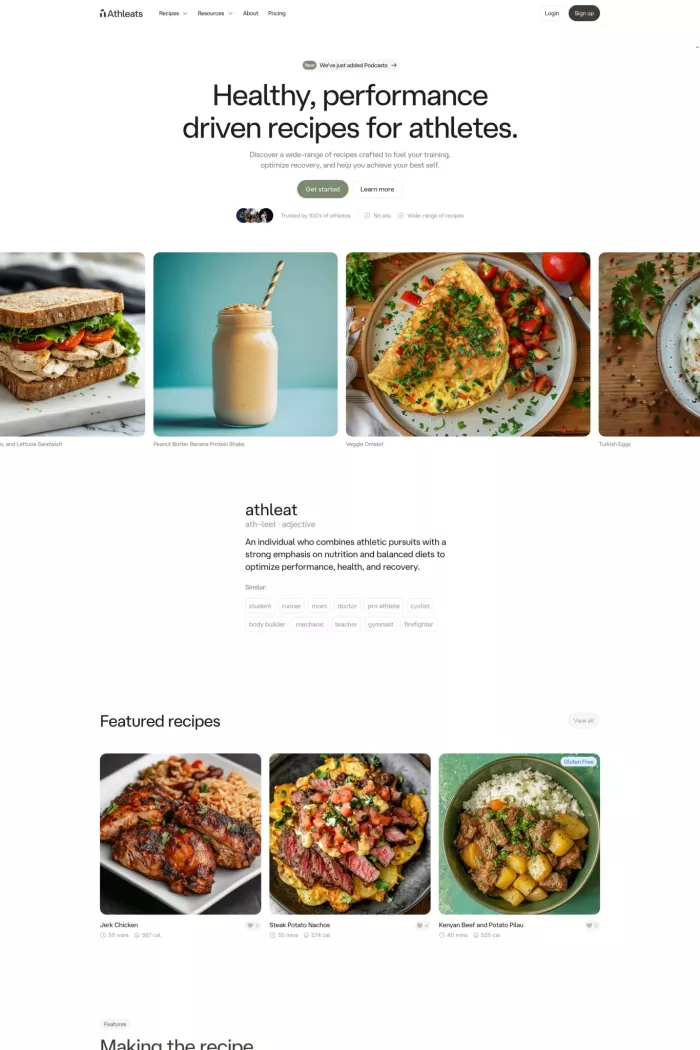 Athleats
Recipes
Resources
About
Pricing
Login
Sign up
New We've just added Podcasts
Healthy, performance
driven recipes for athletes.
Discover a wide-range of recipes crafted to fuel your training,
optimize recovery, and help you achieve your best self.
Get started
Learn more
Trusted by 100's of athletes
No ads
Wide-range of recipes
and Lettuce Sandwich
Peanut Butter Banana Protein Shake
Veggie Omelet
Turkish Eggs
athleat
ath–leet · adjective
An individual who combines athletic pursuits with a
strong emphasis on nutrition and balanced diets to
optimize performance, health, and recovery.
Similar:
student runner mom doctor pro athlete cyclist
body builder mechanic teacher gymnast firefighter
Featured recipes
View all
Gluten Free
Jerk Chicken
55 mins 587 cal
Steak Potato Nachos
55 mins 574 cal
Kenyan Beef and Potato Pilau
45 mins 525 cal
Features
Making the recipe